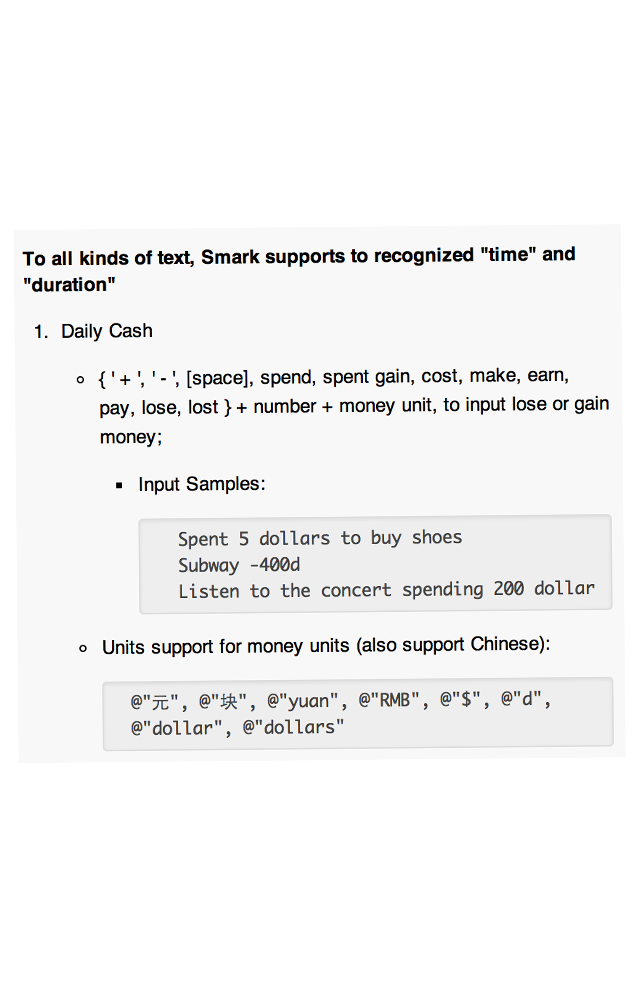 To all kinds of text, Smark supports to recognized "time" and
"duration"
1. Daily Cash
{ ' + ', ' - ', [space], spend, spent gain, cost, make, earn,
pay, lose, lost } + number + money unit, to input lose or gain
money;
Input Samples:
Spent 5 dollars to buy shoes
Subway -400d
Listen to the concert spending 200 dollar
Units support for money units (also support Chinese):
@"元", @"块", @"yuan", @"RMB", @"$", @"d",
@"dollar", @"dollars"